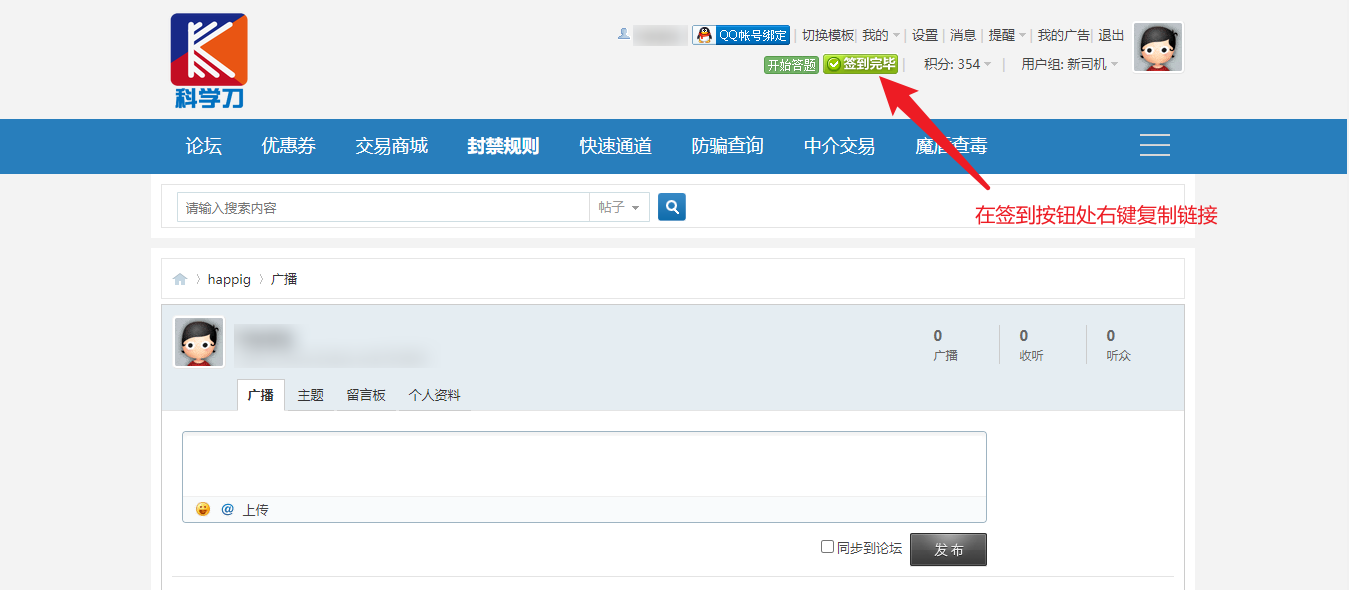 科学刀
QQ帐号绑定 | 切换模板| 我的 | 设置 | 消息 | 提醒 | 我的广告| 退出
开始答题 签到完毕 | 积分: 354 | 用户组: 新司机
论坛 优惠券 交易商城 封禁规则 快速通道 防骗查询 中介交易 魔盾查毒
请输入搜索内容 帖子
在签到按钮处右键复制链接
happig 广播
0 0 0
广播 收听 听众
广播 主题 留言板 个人资料
@ 上传
同步到论坛 发布